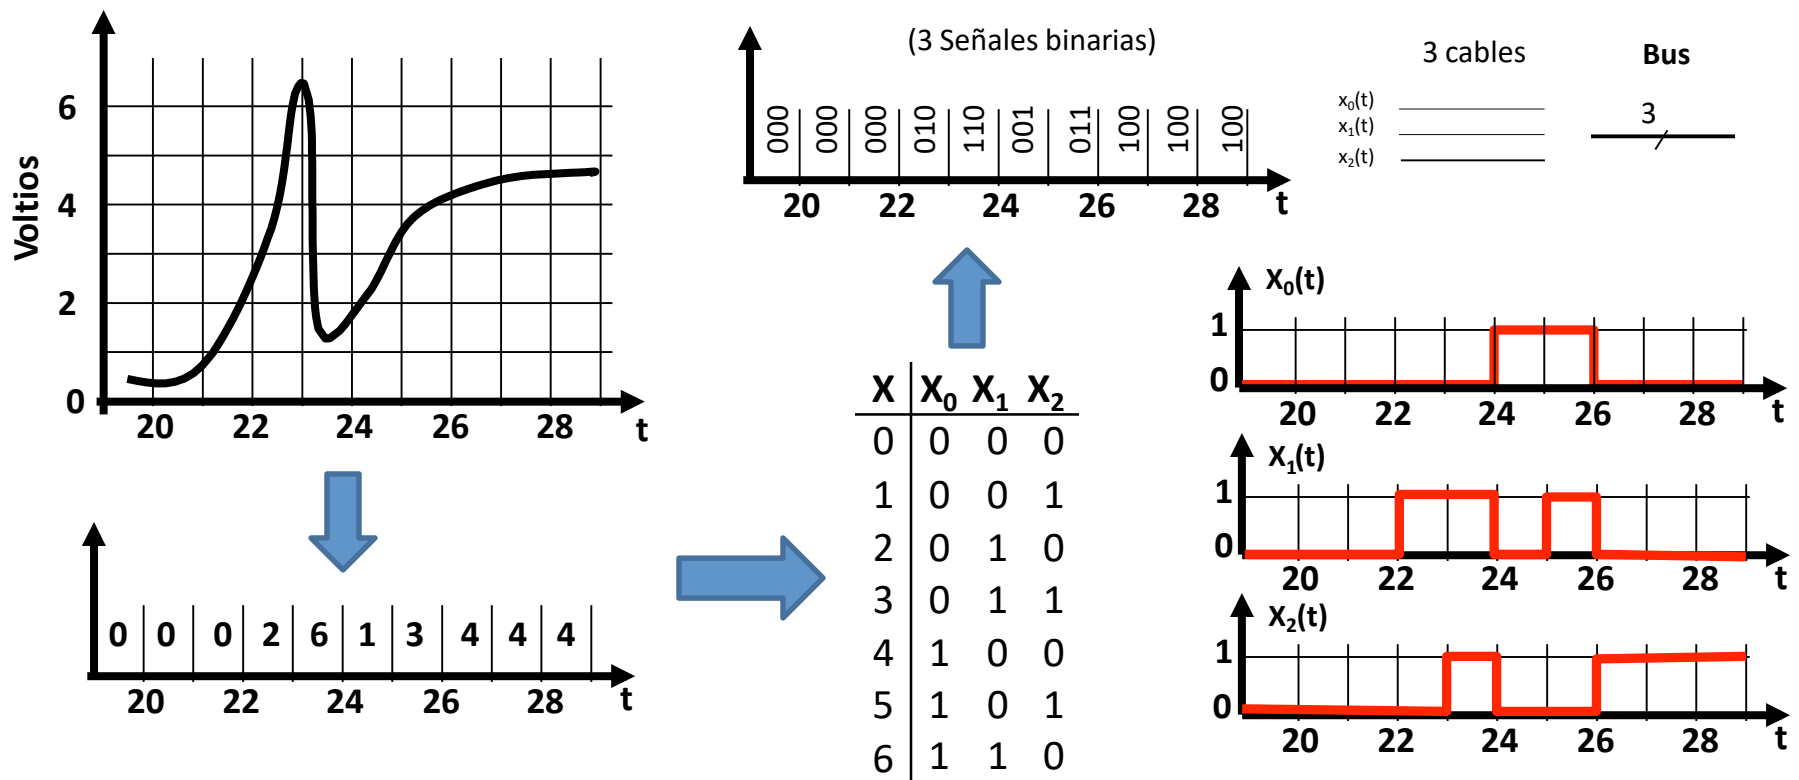 Voltios
6
4
2
0
20 22 24 26 28 t
0 0 0 2 6 1 3 4 4 4
20 22 24 26 28 t
X X₀ X₁ X₂
0 0 0 0
1 0 0 1
2 0 1 0
3 0 1 1
4 1 0 0
5 1 0 1
6 1 1 0
(3 Señales binarias)
000 000 000 010 110 001 011 100 100 100
20 22 24 26 28 t
3 cables
x₀(t)
x₁(t)
x₂(t)
Bus
3
X₀(t)
1
0
20 22 24 26 28 t
X₁(t)
1
0
20 22 24 26 28 t
X₂(t)
1
0
20 22 24 26 28 t